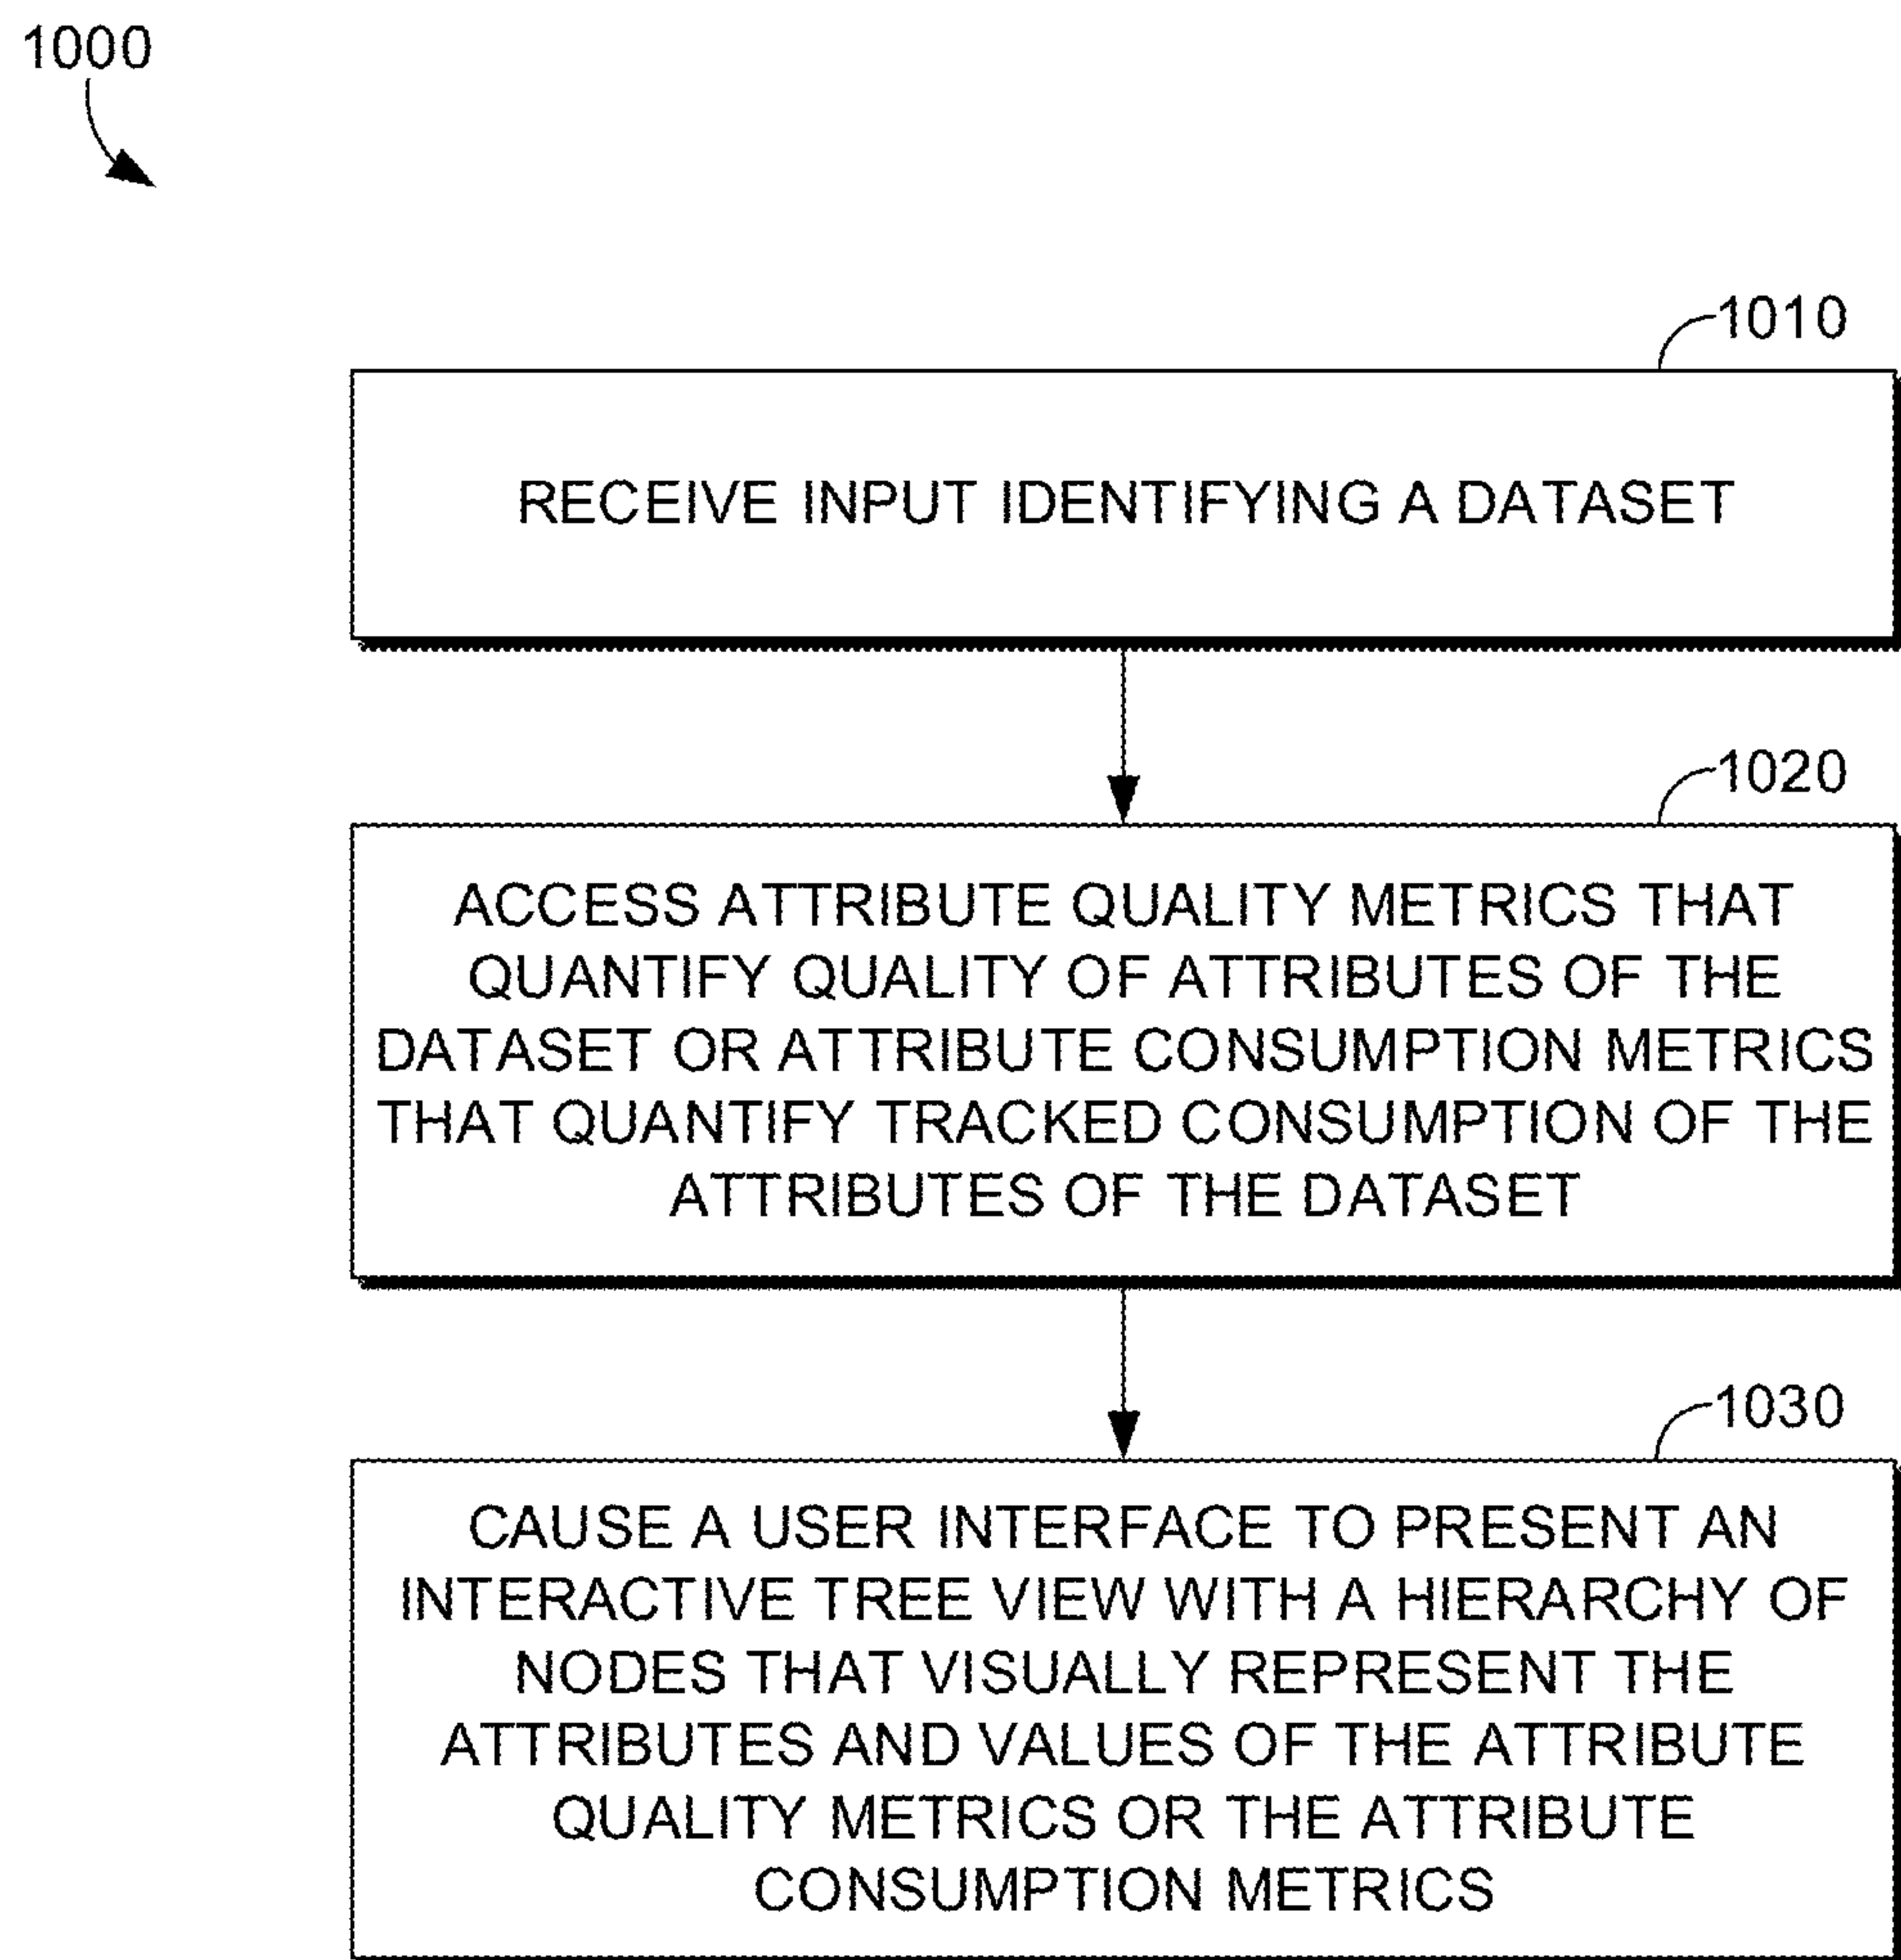 1000
1010
RECEIVE INPUT IDENTIFYING A DATASET
1020
ACCESS ATTRIBUTE QUALITY METRICS THAT
QUANTIFY QUALITY OF ATTRIBUTES OF THE
DATASET OR ATTRIBUTE CONSUMPTION METRICS
THAT QUANTIFY TRACKED CONSUMPTION OF THE
ATTRIBUTES OF THE DATASET
1030
CAUSE A USER INTERFACE TO PRESENT AN
INTERACTIVE TREE VIEW WITH A HIERARCHY OF
NODES THAT VISUALLY REPRESENT THE
ATTRIBUTES AND VALUES OF THE ATTRIBUTE
QUALITY METRICS OR THE ATTRIBUTE
CONSUMPTION METRICS